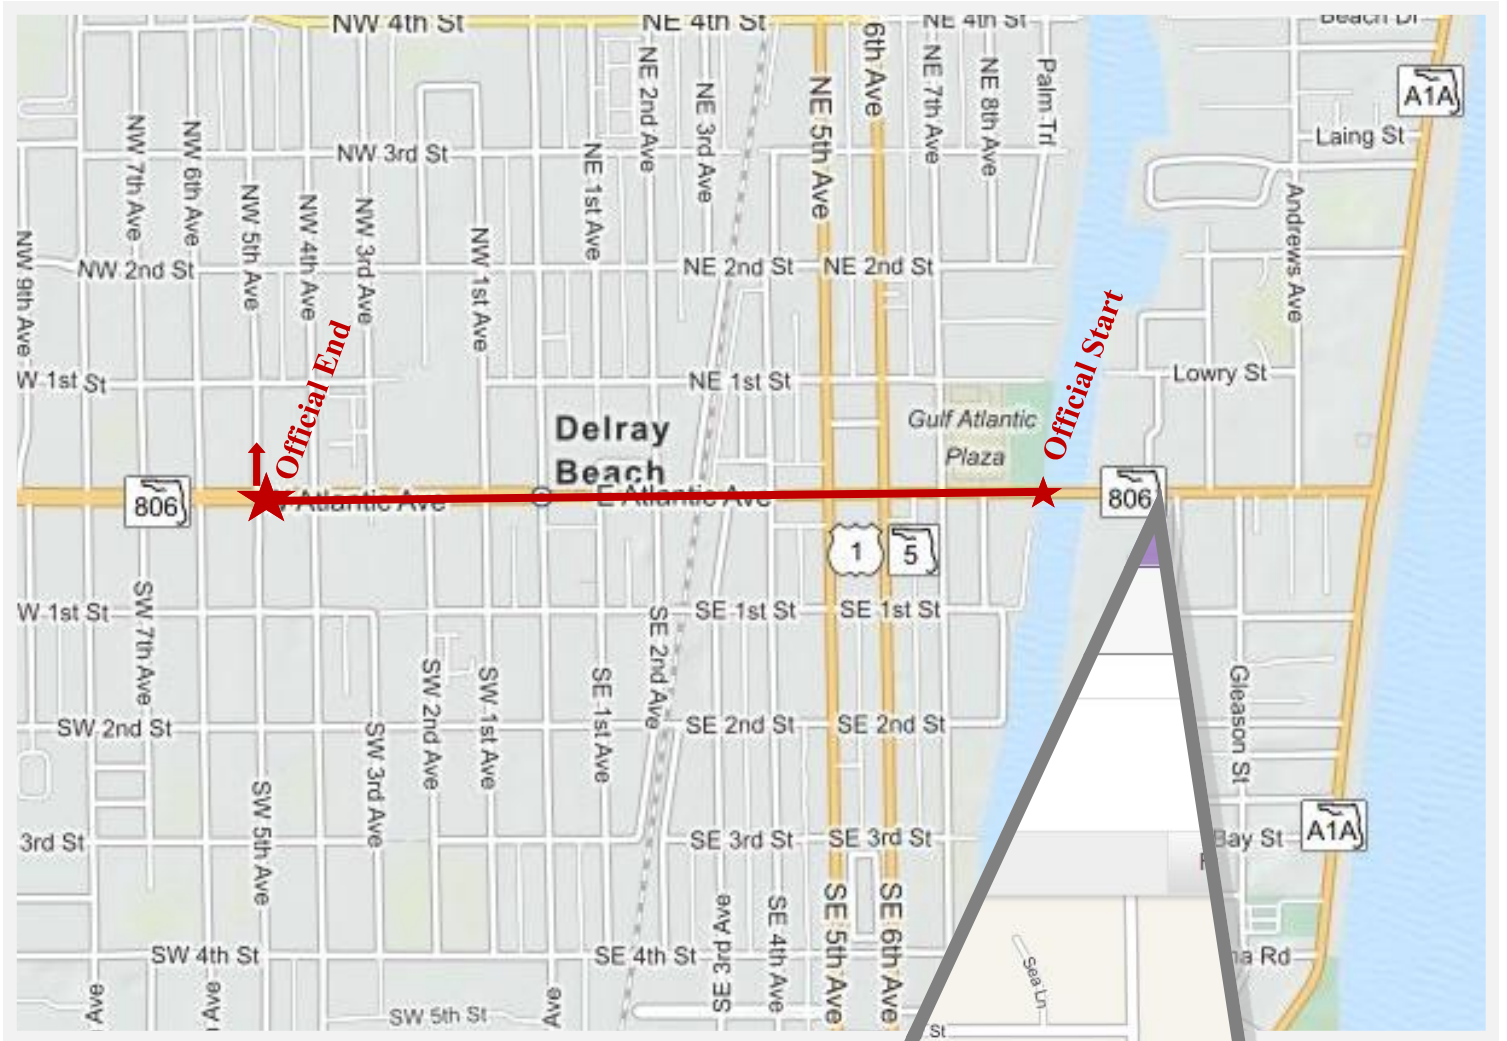 NW 4th St
NE 4th St
NE 4th St
Beach Dr
6th Ave
NE 2nd Ave
NE 3rd Ave
NE 5th Ave
NE 7th Ave
NE 8th Ave
Palm Trl
A1A
Laing St
NW 7th Ave
NW 6th Ave
NW 3rd St
NE 1st Ave
NW 5th Ave
NW 4th Ave
NW 3rd Ave
NW 1st Ave
Andrews Ave
NW 9th Ave
NW 2nd St
NE 2nd St
NE 2nd St
Official End
Official Start
W 1st St
NE 1st St
Lowry St
Delray
Beach
Gulf Atlantic
Plaza
806
Atlantic Ave
E Atlantic Ave
806
1
5
W 1st St
SW 7th Ave
SE 2nd Ave
SE 1st St
SE 1st St
SW 2nd Ave
SW 1st Ave
SE 1st Ave
Gleason St
SW 2nd St
SW 3rd Ave
SE 2nd St
SE 2nd St
SW 5th Ave
3rd St
SE 3rd St
SE 3rd St
Bay St
A1A
SE 3rd Ave
SE 4th Ave
SE 5th Ave
SE 6th Ave
SW 4th St
SE 4th St
na Rd
Sea Ln
Ave
Ave
Ave
SW 5th St
St